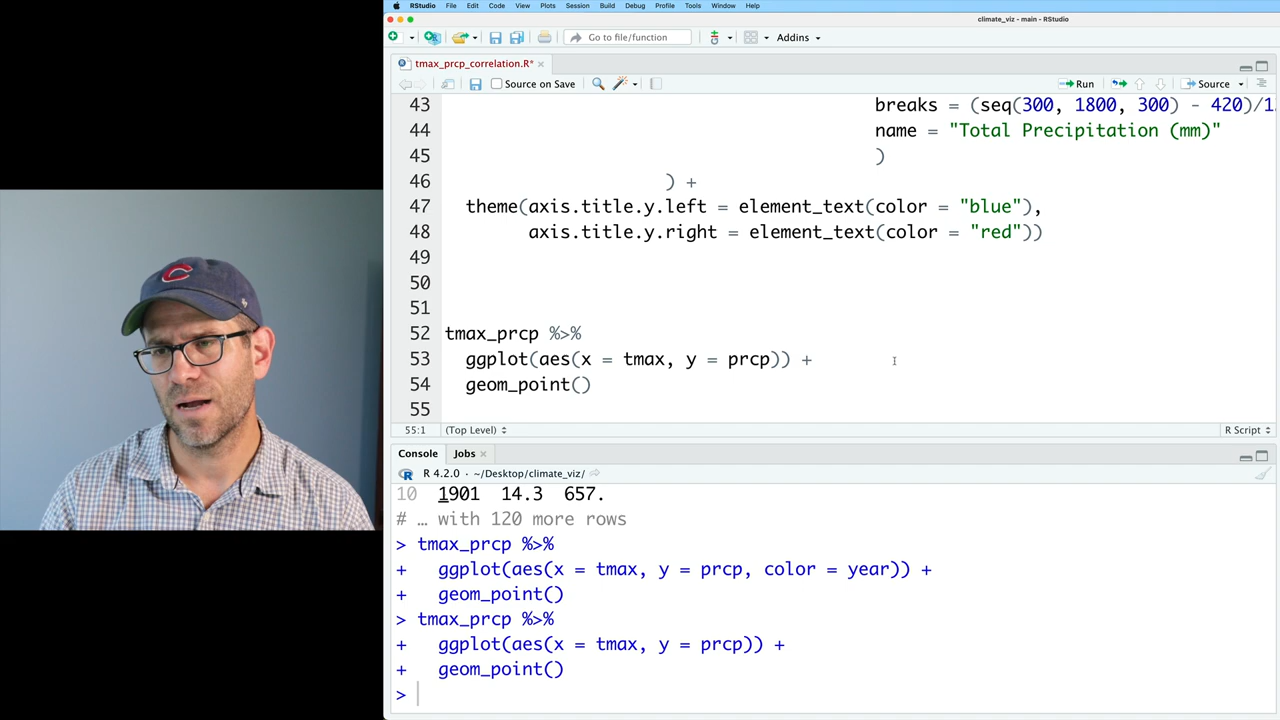 RStudio File Edit Code View Plots Session Build Debug Profile Tools Window Help
climate_viz - main - RStudio
Go to file/function Addins
tmax_prcp_correlation.R*
Source on Save Run Source
43 breaks = (seq(300, 1800, 300) - 420)/1
44 name = "Total Precipitation (mm)"
45 )
46 ) +
47 theme(axis.title.y.left = element_text(color = "blue"),
48 axis.title.y.right = element_text(color = "red"))
49
50
51
52 tmax_prcp %>%
53 ggplot(aes(x = tmax, y = prcp)) +
54 geom_point()
55
55:1 (Top Level) R Script
Console Jobs
R 4.2.0 · ~/Desktop/climate_viz/
10 1901 14.3 657.
# … with 120 more rows
> tmax_prcp %>%
+ ggplot(aes(x = tmax, y = prcp, color = year)) +
+ geom_point()
> tmax_prcp %>%
+ ggplot(aes(x = tmax, y = prcp)) +
+ geom_point()
>
C